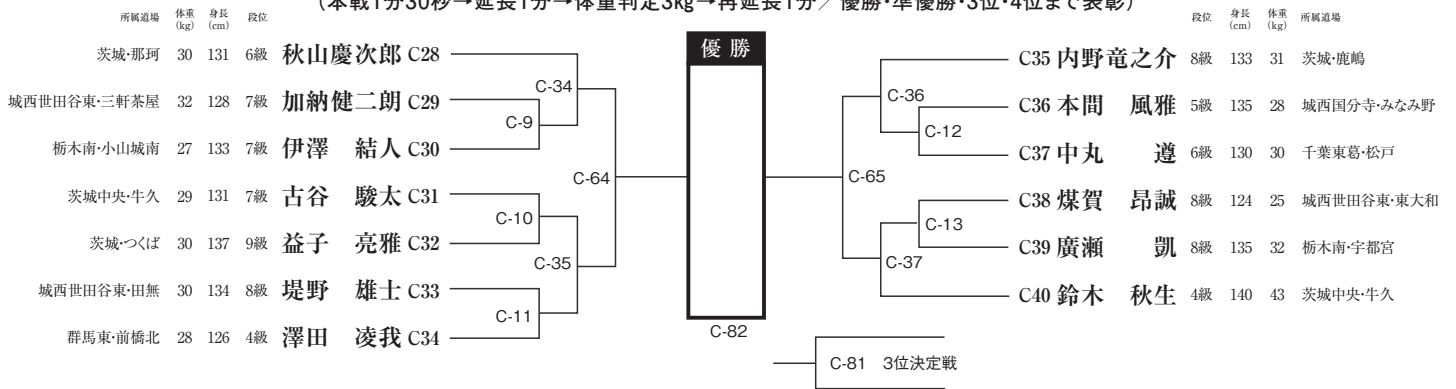 (本戦1分30秒→延長1分→体重判定3kg→再延長1分/優勝・準優勝・3位・4位まで表彰)
所属道場 体重(kg) 身長(cm) 段位
茨城・那珂 30 131 6級 秋山慶次郎 C28
城西世田谷東・三軒茶屋 32 128 7級 加納健二朗 C29
栃木南・小山城南 27 133 7級 伊澤 結人 C30
茨城中央・牛久 29 131 7級 古谷 駿太 C31
茨城・つくば 30 137 9級 益子 亮雅 C32
城西世田谷東・田無 30 134 8級 堤野 雄士 C33
群馬東・前橋北 28 126 4級 澤田 凌我 C34
C-34
C-9
C-64
C-10
C-35
C-11
優勝
C-82
段位 身長(cm) 体重(kg) 所属道場
C35 内野竜之介 8級 133 31 茨城・鹿嶋
C36 本間 風雅 5級 135 28 城西国分寺・みなみ野
C37 中丸 遵 6級 130 30 千葉東葛・松戸
C38 煤賀 昂誠 8級 124 25 城西世田谷東・東大和
C39 廣瀬 凱 8級 135 32 栃木南・宇都宮
C40 鈴木 秋生 4級 140 43 茨城中央・牛久
C-36
C-12
C-65
C-13
C-37
C-81 3位決定戦